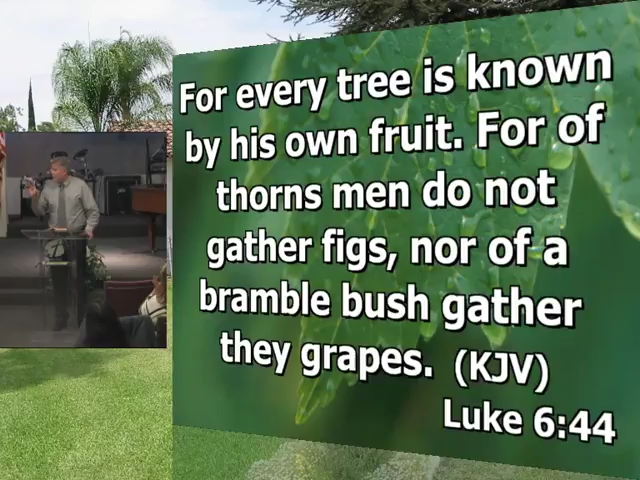 For every tree is known
by his own fruit. For of
thorns men do not
gather figs, nor of a
bramble bush gather
they grapes. (KJV)
Luke 6:44